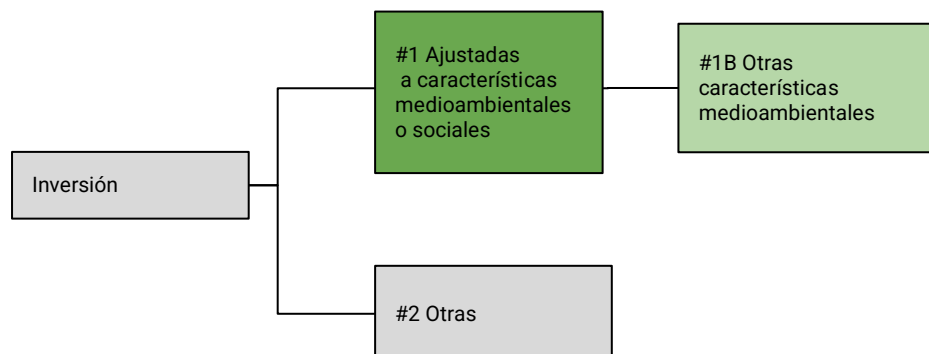 #1 Ajustadas
a características
medioambientales
o sociales
#1B Otras
características
medioambientales
Inversión
#2 Otras